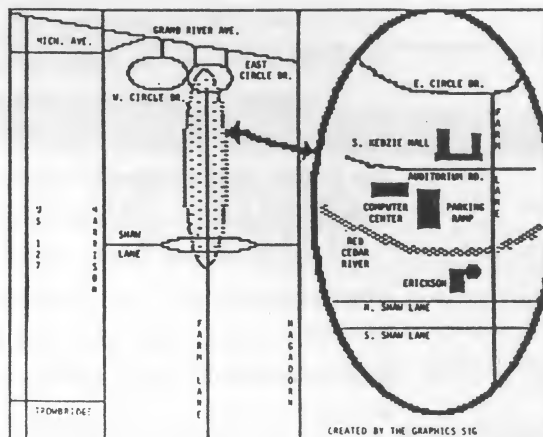 GRAND RIVER AVE.
MICH. AVE.
EAST
CIRCLE DR.
W. CIRCLE DR.
US 127
HARRISON
SHAW
LANE
FARM LANE
HAGADORN
TROWBRIDGE
E. CIRCLE DR.
FARM LANE
S. KEDZIE HALL
AUDITORIUM RD.
COMPUTER
CENTER
PARKING
RAMP
RED
CEDAR
RIVER
ERICKSON
N. SHAW LANE
S. SHAW LANE
CREATED BY THE GRAPHICS SIG